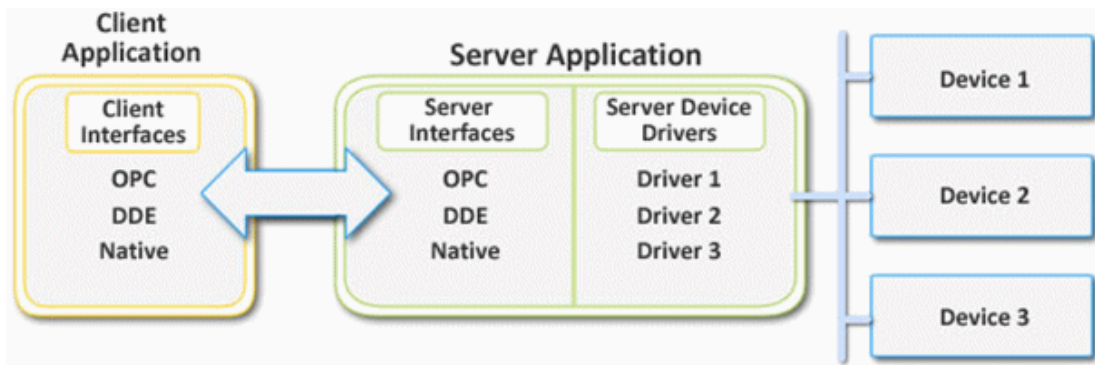 Client
Application
Client
Interfaces
OPC
DDE
Native
Server Application
Server
Interfaces
OPC
DDE
Native
Server Device
Drivers
Driver 1
Driver 2
Driver 3
Device 1
Device 2
Device 3